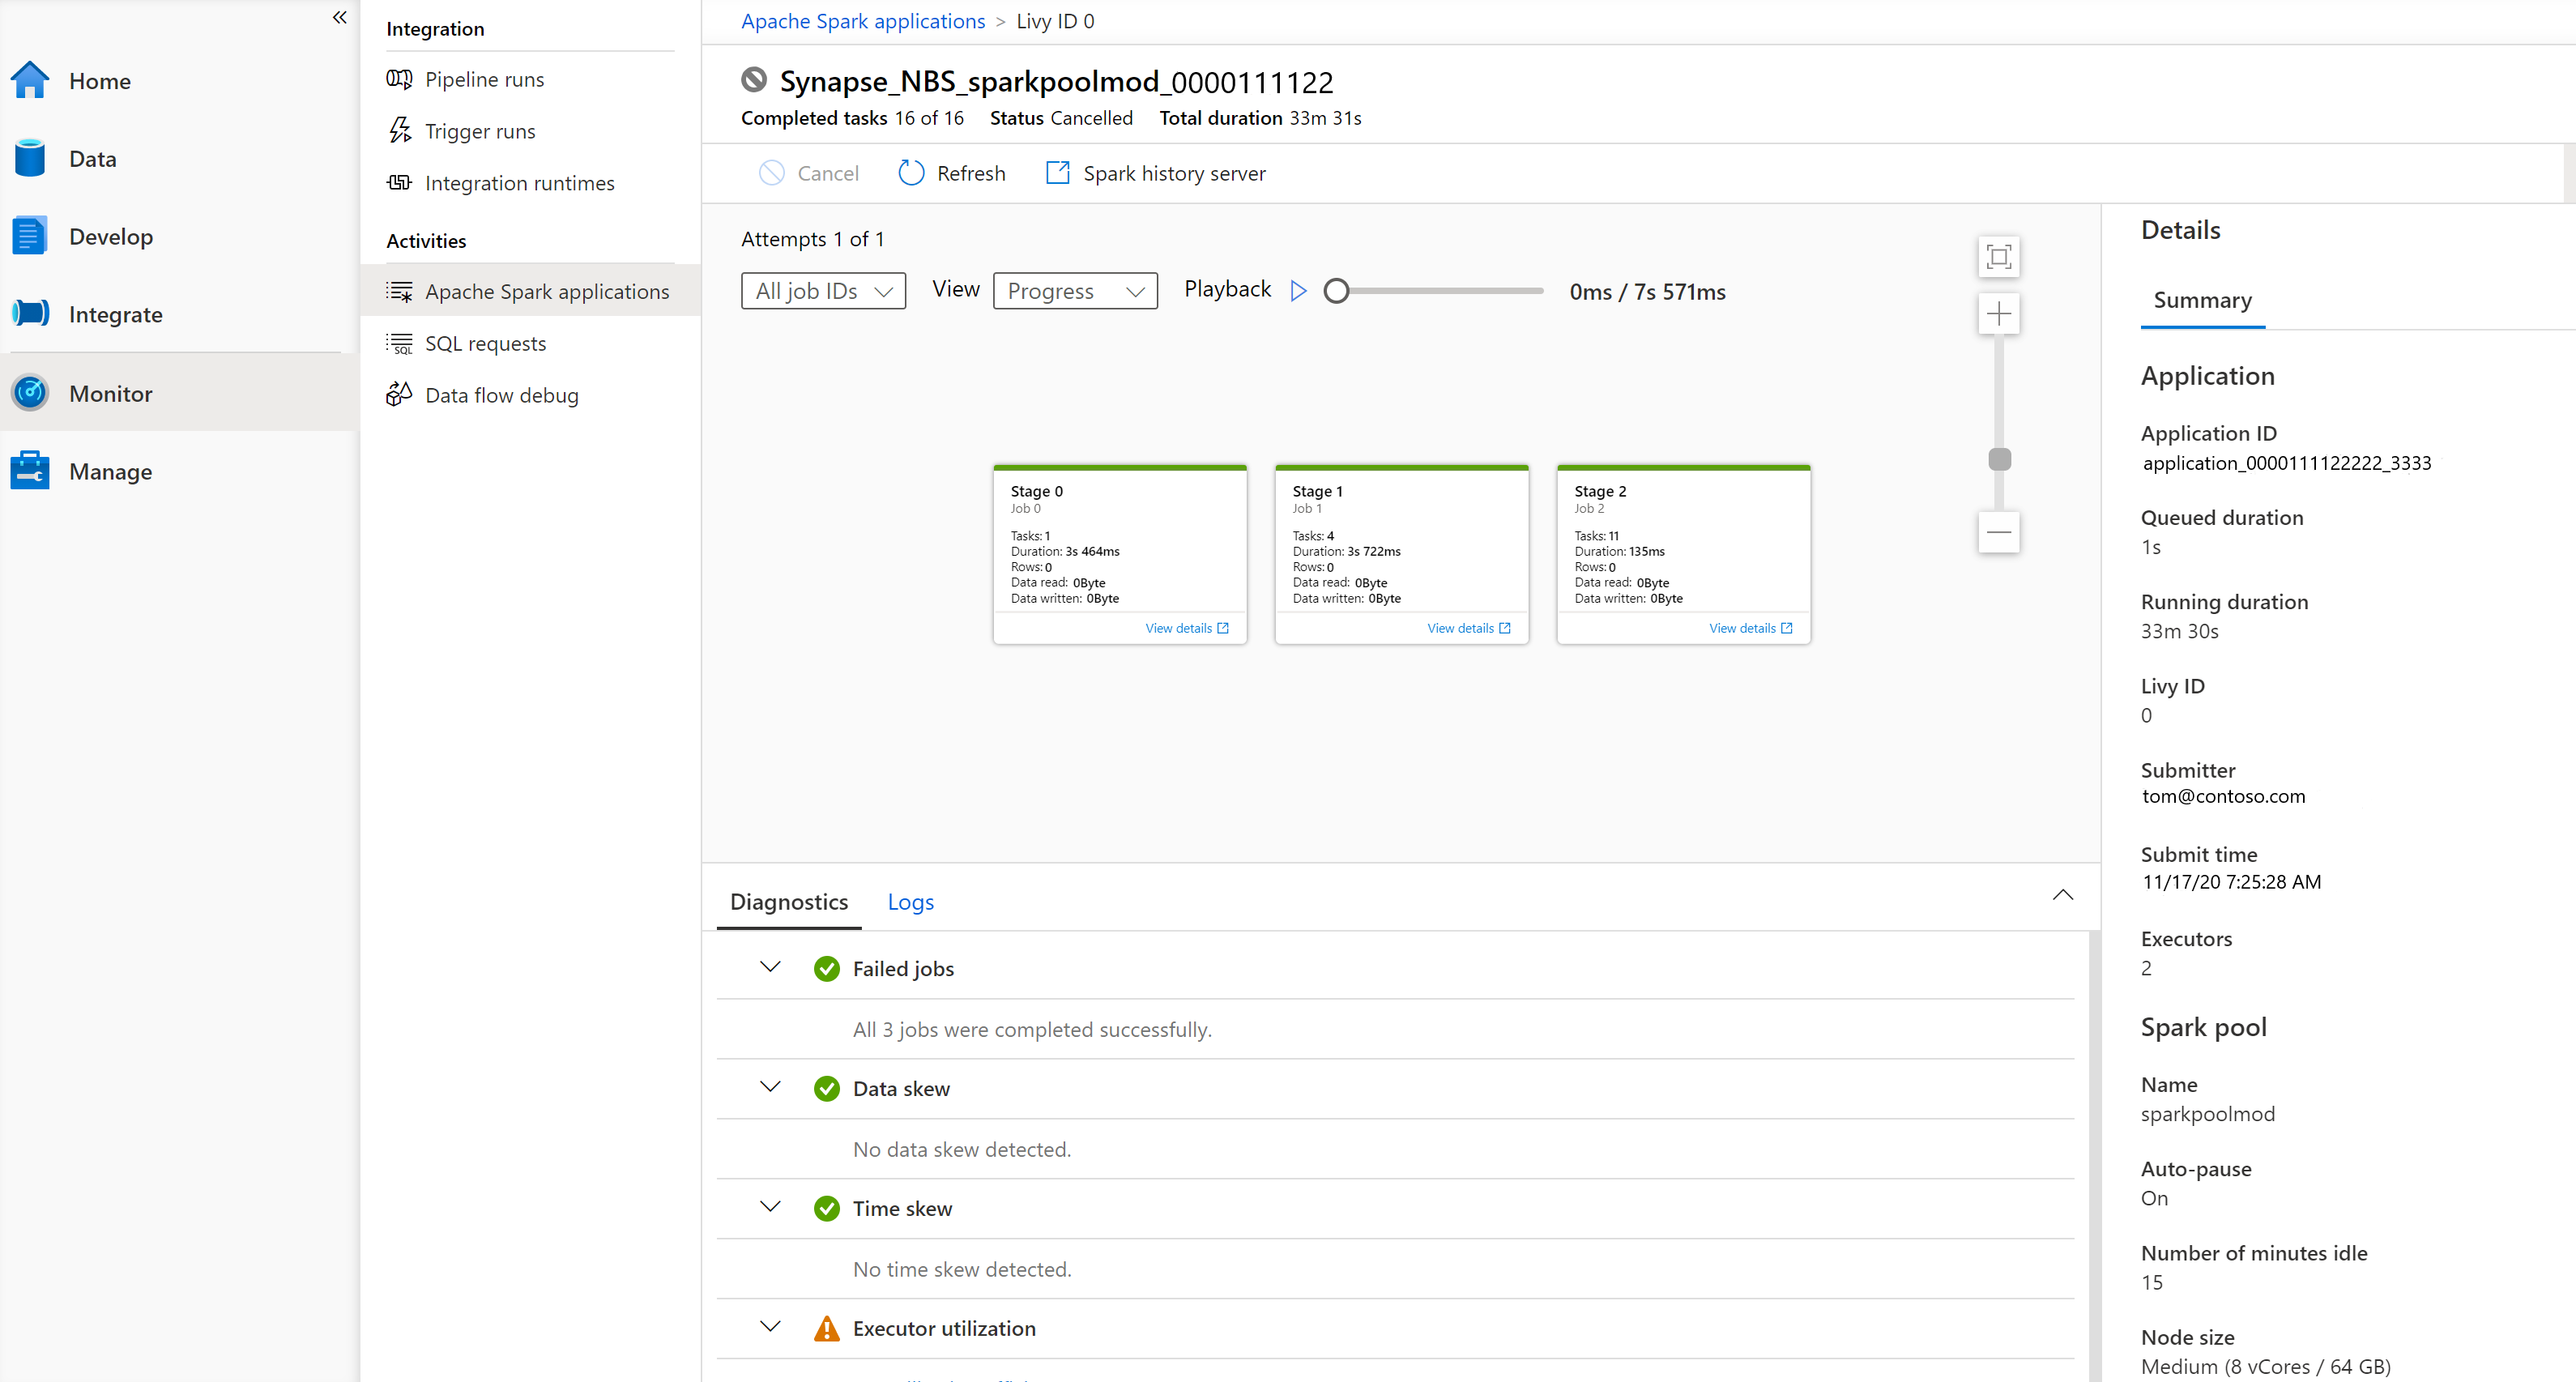 Home
Data
Develop
Integrate
Monitor
Manage
Integration
Pipeline runs
Trigger runs
Integration runtimes
Activities
Apache Spark applications
SQL requests
Data flow debug
Apache Spark applications > Livy ID 0
Synapse_NBS_sparkpoolmod_0000111122
Completed tasks 16 of 16 Status Cancelled Total duration 33m 31s
Cancel Refresh Spark history server
Attempts 1 of 1
All job IDs View Progress Playback 0ms / 7s 571ms
Stage 0
Job 0
Tasks: 1
Duration: 3s 464ms
Rows: 0
Data read: 0Byte
Data written: 0Byte
View details
Stage 1
Job 1
Tasks: 4
Duration: 3s 722ms
Rows: 0
Data read: 0Byte
Data written: 0Byte
View details
Stage 2
Job 2
Tasks: 11
Duration: 135ms
Rows: 0
Data read: 0Byte
Data written: 0Byte
View details
Diagnostics Logs
Failed jobs
All 3 jobs were completed successfully.
Data skew
No data skew detected.
Time skew
No time skew detected.
Executor utilization
Details
Summary
Application
Application ID
application_0000111122222_3333
Queued duration
1s
Running duration
33m 30s
Livy ID
0
Submitter
tom@contoso.com
Submit time
11/17/20 7:25:28 AM
Executors
2
Spark pool
Name
sparkpoolmod
Auto-pause
On
Number of minutes idle
15
Node size
Medium (8 vCores / 64 GB)